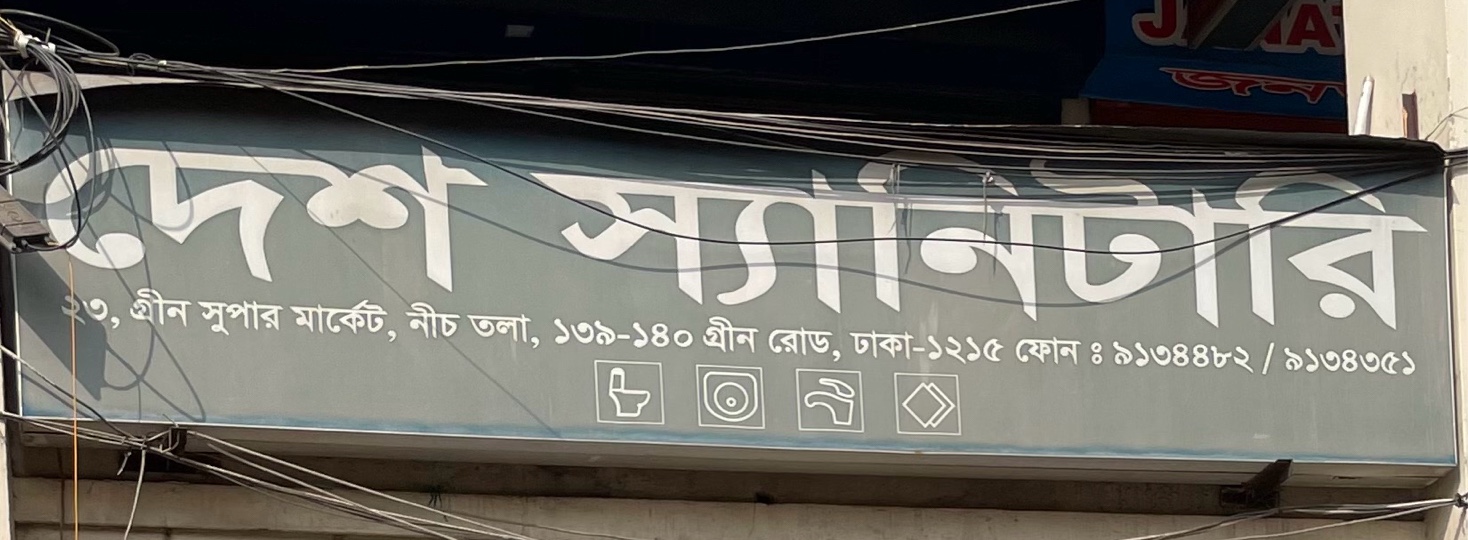 দেশ স্যানিটারি
২৩, গ্রীন সুপার মার্কেট, নীচ তলা, ১৩৯-১৪০ গ্রীন রোড, ঢাকা-১২১৫ ফোন : ৯১৩৪৪৮২ / ৯১৩৪৩৫১